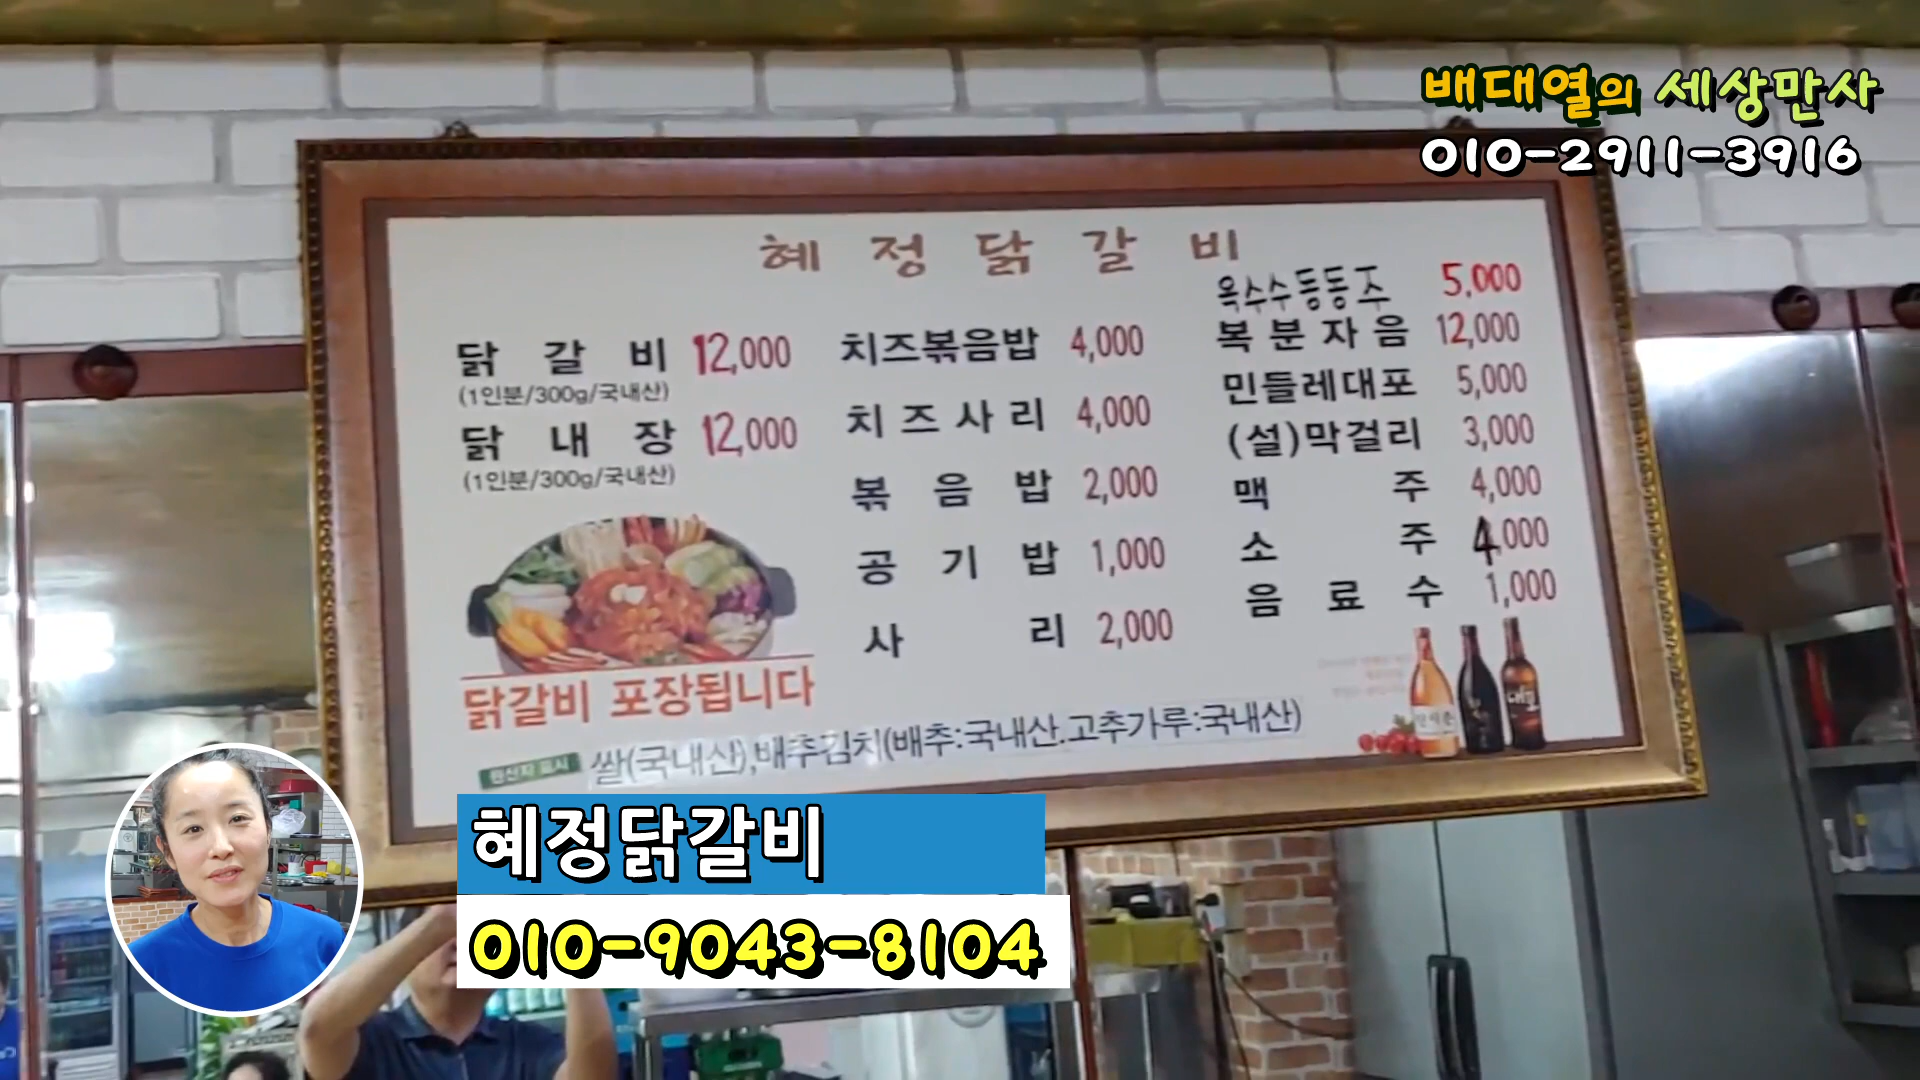 배대열의 세상만사
010-2911-3916
혜정닭갈비
닭갈비 12,000
(1인분/300g/국내산)
닭내장 12,000
(1인분/300g/국내산)
치즈볶음밥 4,000
치즈사리 4,000
볶음밥 2,000
공기밥 1,000
사리 2,000
옥수수동동주 5,000
복분자음 12,000
민들레대포 5,000
(설)막걸리 3,000
맥주 4,000
소주 4,000
음료수 1,000
닭갈비 포장됩니다
원산지 표시 쌀(국내산),배추김치(배추:국내산.고추가루:국내산)
대포
혜정닭갈비
010-9043-8104